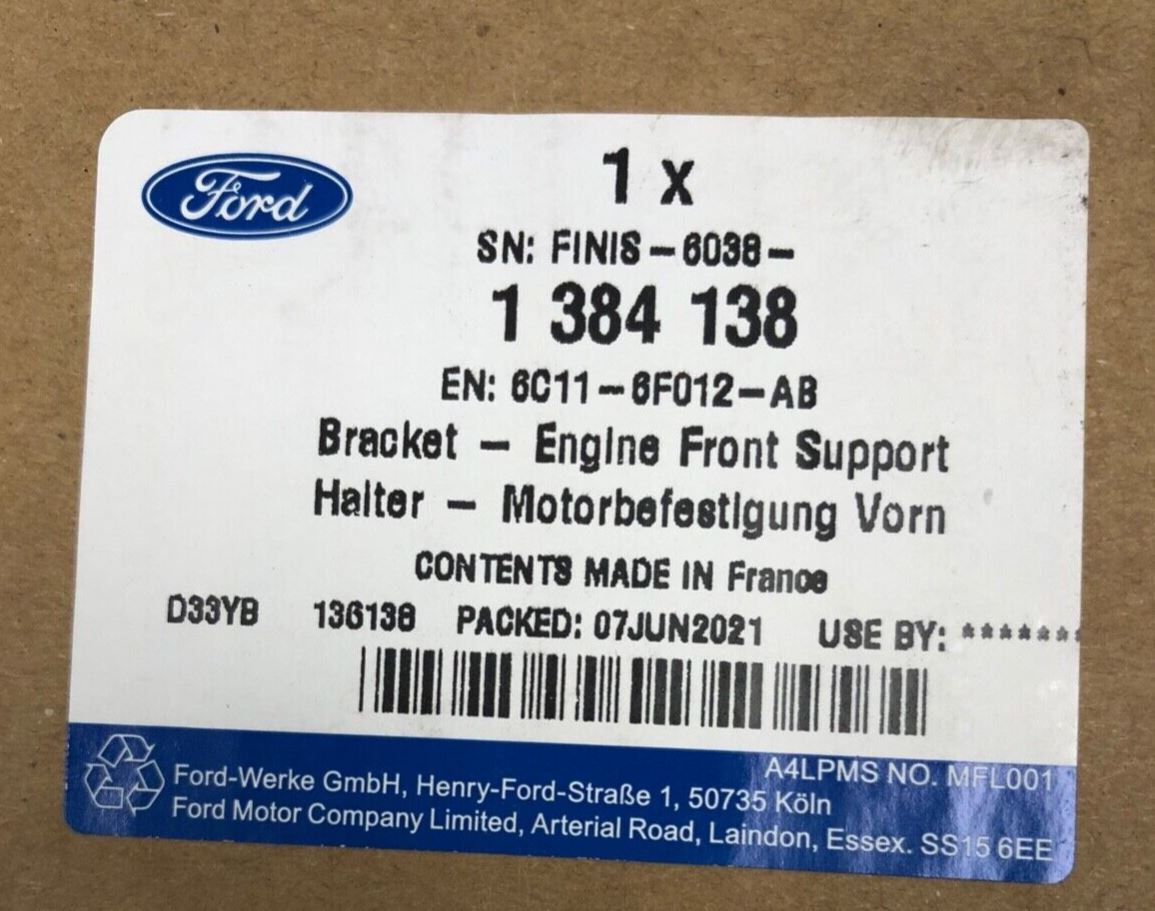 Ford
1 x
SN: FINIS-6038-
1 384 138
EN: 6C11-6F012-AB
Bracket - Engine Front Support
Halter - Motorbefestigung Vorn
CONTENTS MADE IN France
D33YB 136138 PACKED: 07JUN2021 USE BY: *******
A4LPMS NO. MFL001
Ford-Werke GmbH, Henry-Ford-Straße 1, 50735 Köln
Ford Motor Company Limited, Arterial Road, Laindon, Essex. SS15 6EE